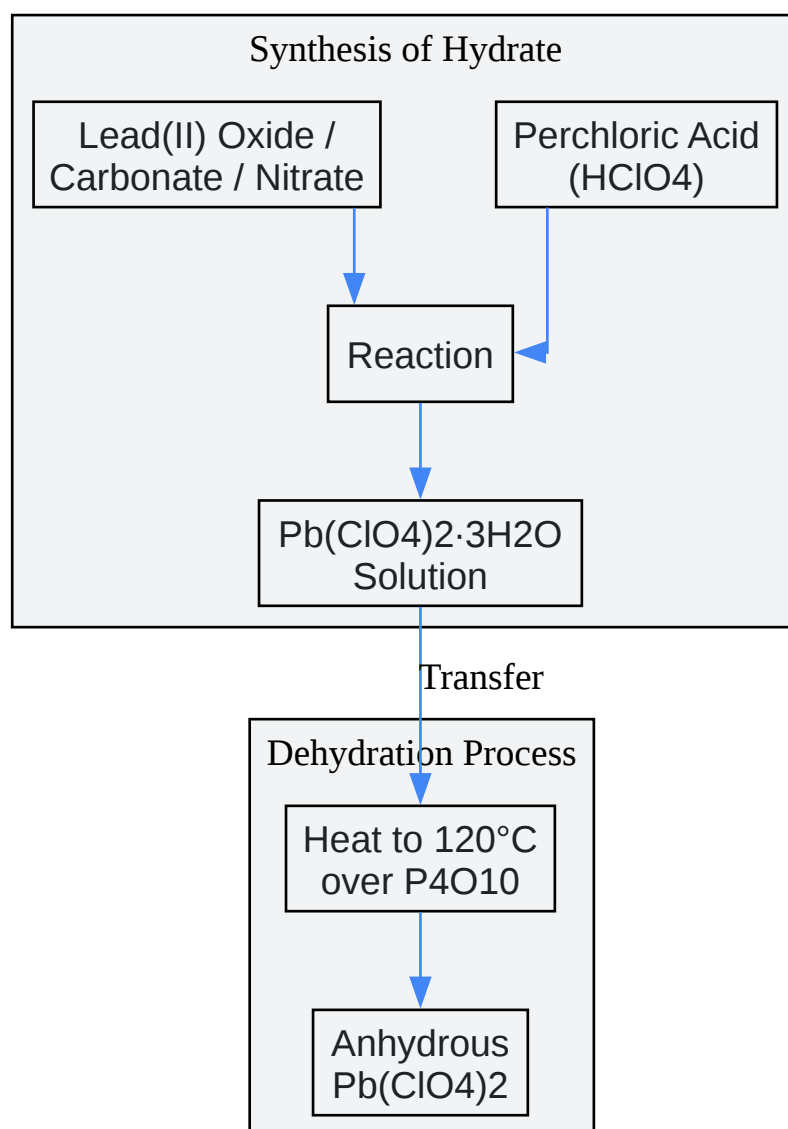 Synthesis of Hydrate
Lead(II) Oxide /
Carbonate / Nitrate
Perchloric Acid
(HClO4)
Reaction
Pb(ClO4)2·3H2O
Solution
Transfer
Dehydration Process
Heat to 120°C
over P4O10
Anhydrous
Pb(ClO4)2